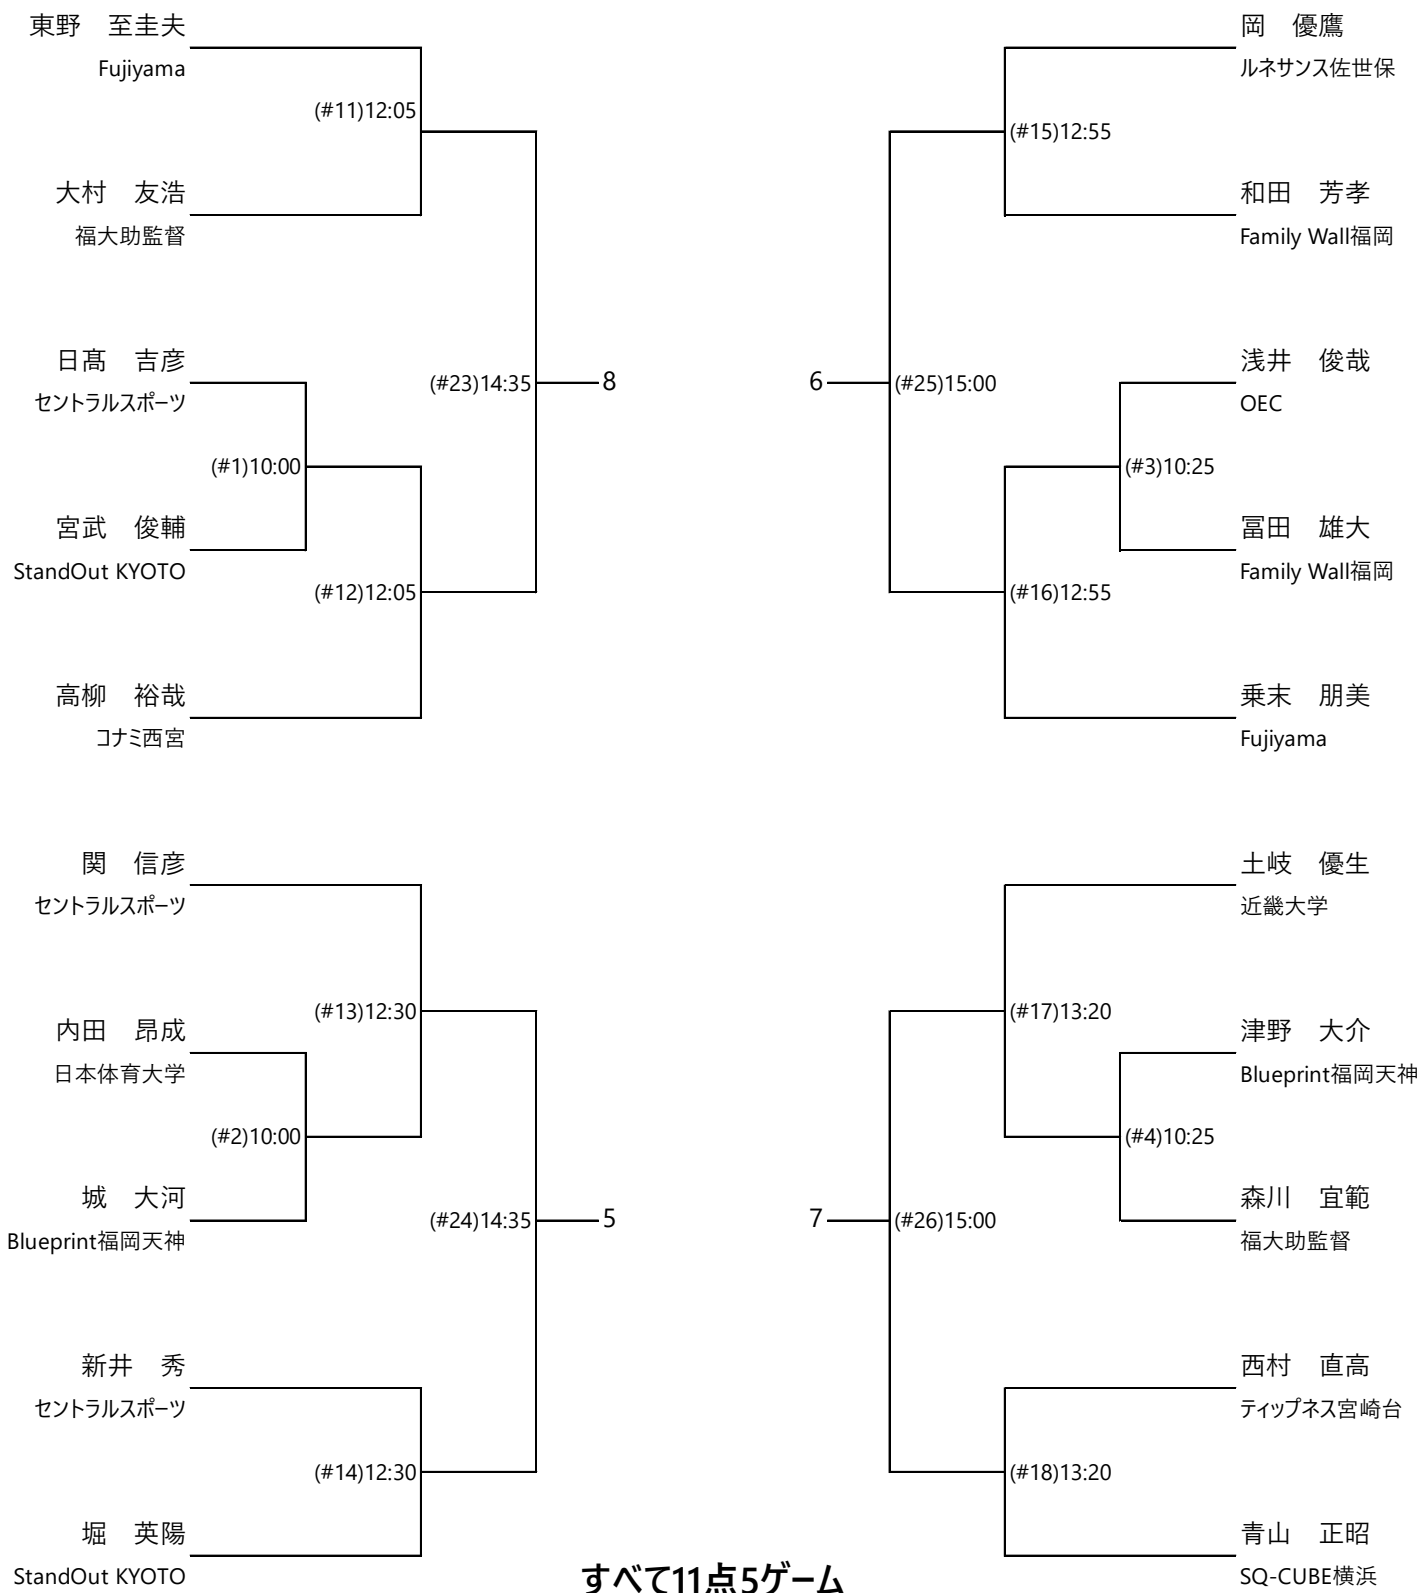 東野　至圭夫
Fujiyama
(#11)12:05
大村　友浩
福大助監督
日髙　吉彦
セントラルスポーツ
(#1)10:00
宮武　俊輔
StandOut KYOTO
(#12)12:05
高柳　裕哉
コナミ西宮
(#23)14:35
8
関　信彦
セントラルスポーツ
(#13)12:30
内田　昂成
日本体育大学
(#2)10:00
城　大河
Blueprint福岡天神
(#24)14:35
5
新井　秀
セントラルスポーツ
(#14)12:30
堀　英陽
StandOut KYOTO
岡　優鷹
ルネサンス佐世保
(#15)12:55
和田　芳孝
Family Wall福岡
6
(#25)15:00
浅井　俊哉
OEC
(#3)10:25
冨田　雄大
Family Wall福岡
(#16)12:55
乗末　朋美
Fujiyama
土岐　優生
近畿大学
(#17)13:20
津野　大介
Blueprint福岡天神
(#4)10:25
森川　宜範
福大助監督
7
(#26)15:00
西村　直高
ティップネス宮崎台
(#18)13:20
青山　正昭
SQ-CUBE横浜
すべて11点5ゲーム